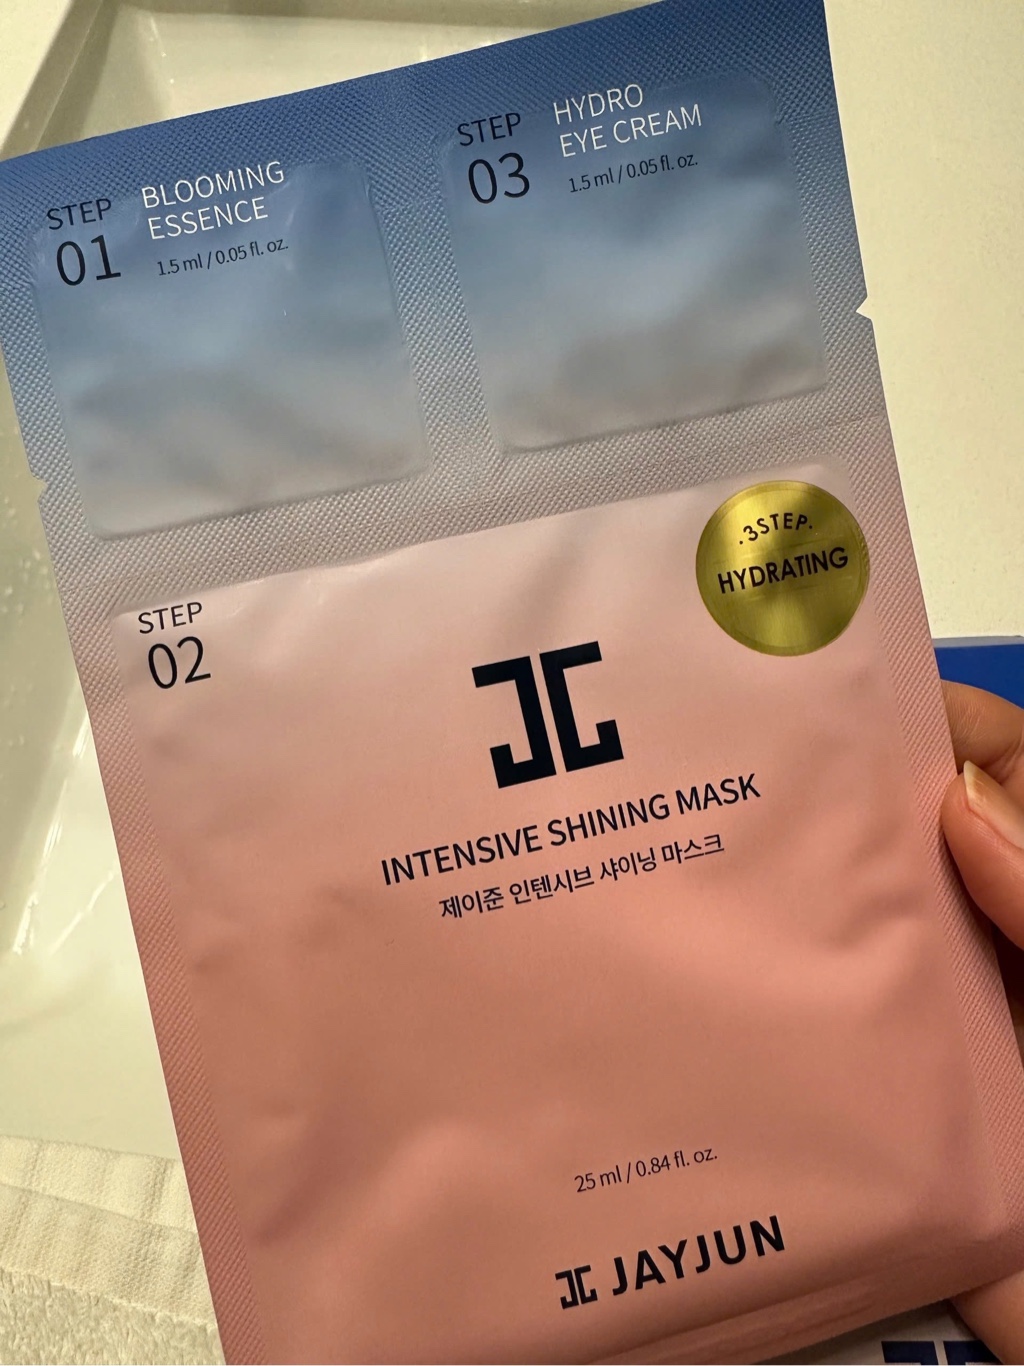 STEP
01
BLOOMING
ESSENCE
1.5 ml / 0.05 fl. oz.
STEP
03
HYDRO
EYE CREAM
1.5 ml / 0.05 fl. oz.
.3STEP.
HYDRATING
STEP
02
INTENSIVE SHINING MASK
제이준 인텐시브 샤이닝 마스크
25 ml / 0.84 fl. oz.
JAYJUN